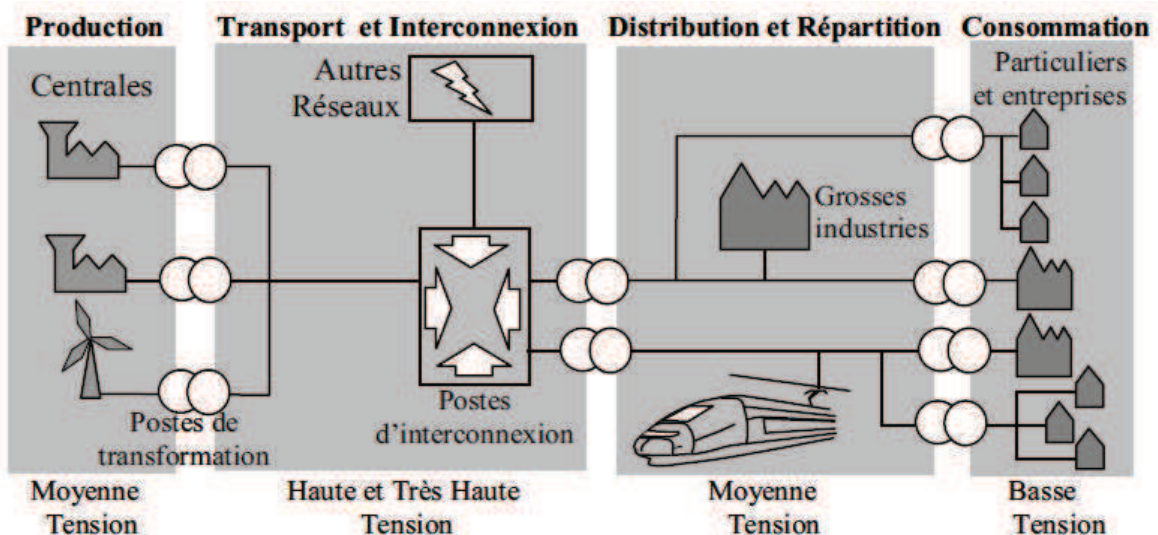 Production
Transport et Interconnexion
Distribution et Répartition
Consommation
Centrales
Autres
Réseaux
Particuliers
et entreprises
Grosses
industries
Postes de
transformation
Postes
d'interconnexion
Moyenne
Tension
Haute et Très Haute
Tension
Moyenne
Tension
Basse
Tension